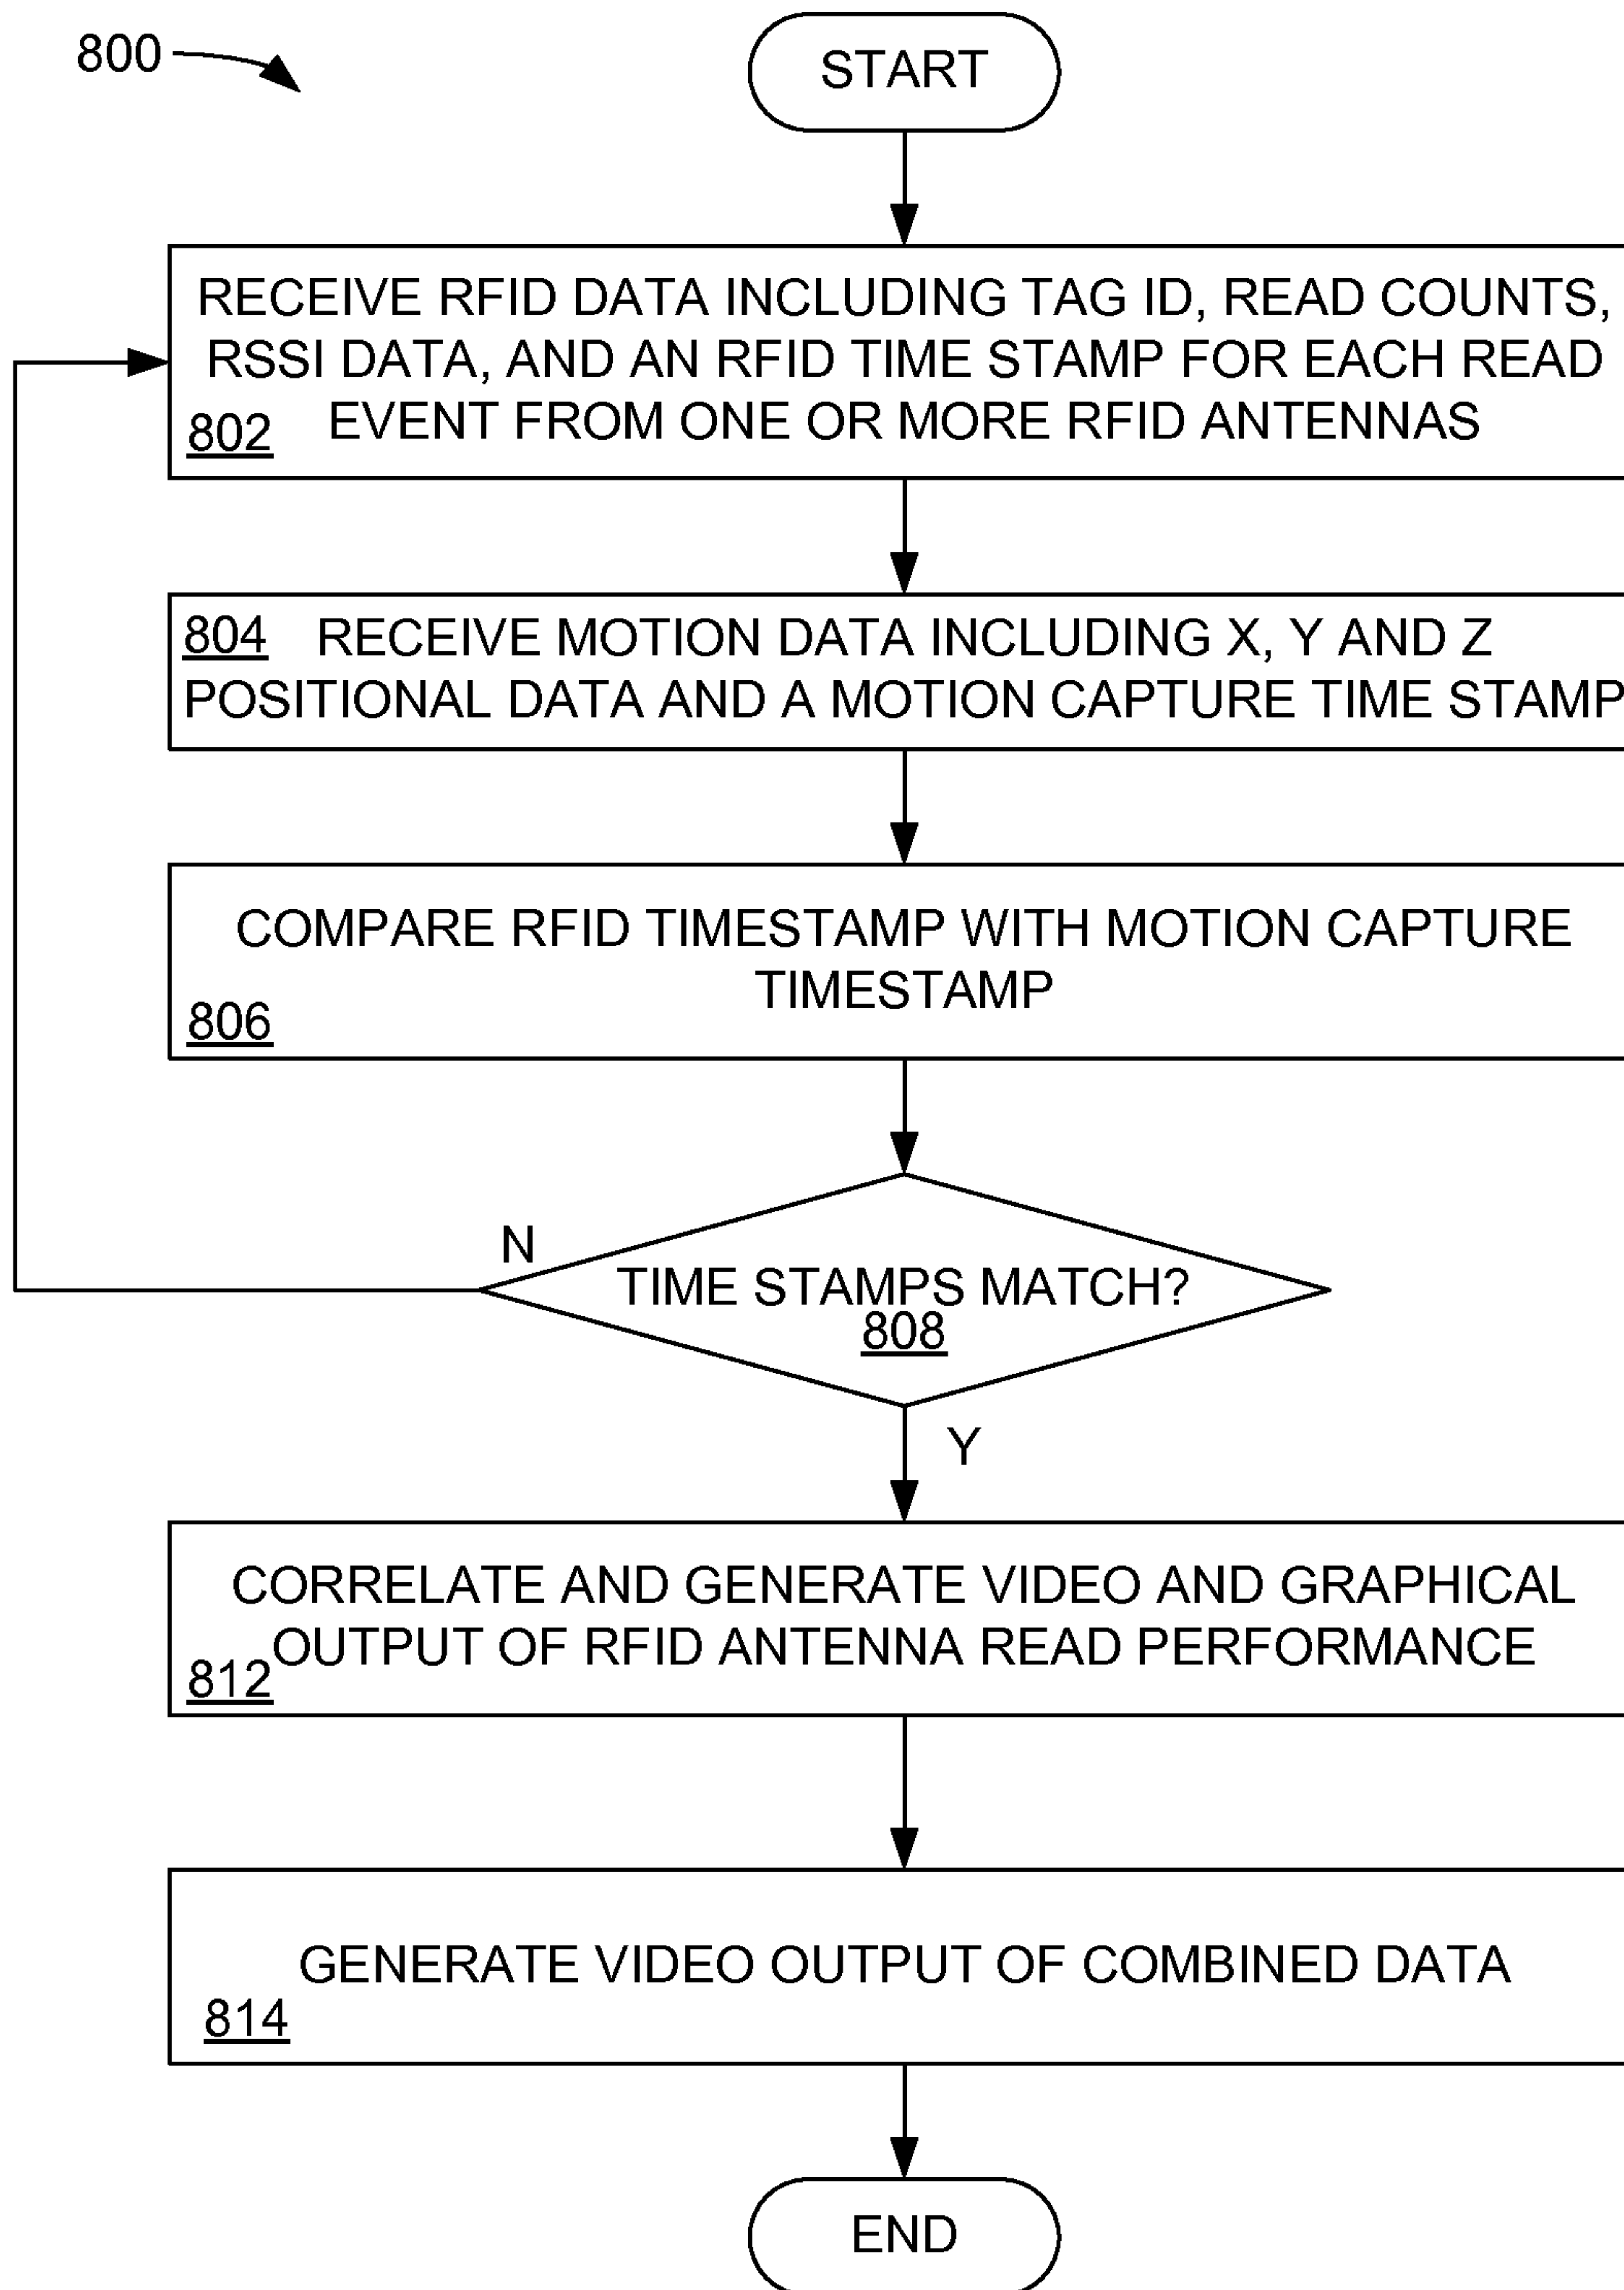 800
START
RECEIVE RFID DATA INCLUDING TAG ID, READ COUNTS,
RSSI DATA, AND AN RFID TIME STAMP FOR EACH READ
802 EVENT FROM ONE OR MORE RFID ANTENNAS
804 RECEIVE MOTION DATA INCLUDING X, Y AND Z
POSITIONAL DATA AND A MOTION CAPTURE TIME STAMP
COMPARE RFID TIMESTAMP WITH MOTION CAPTURE
TIMESTAMP
806
N
TIME STAMPS MATCH?
808
Y
CORRELATE AND GENERATE VIDEO AND GRAPHICAL
OUTPUT OF RFID ANTENNA READ PERFORMANCE
812
GENERATE VIDEO OUTPUT OF COMBINED DATA
814
END